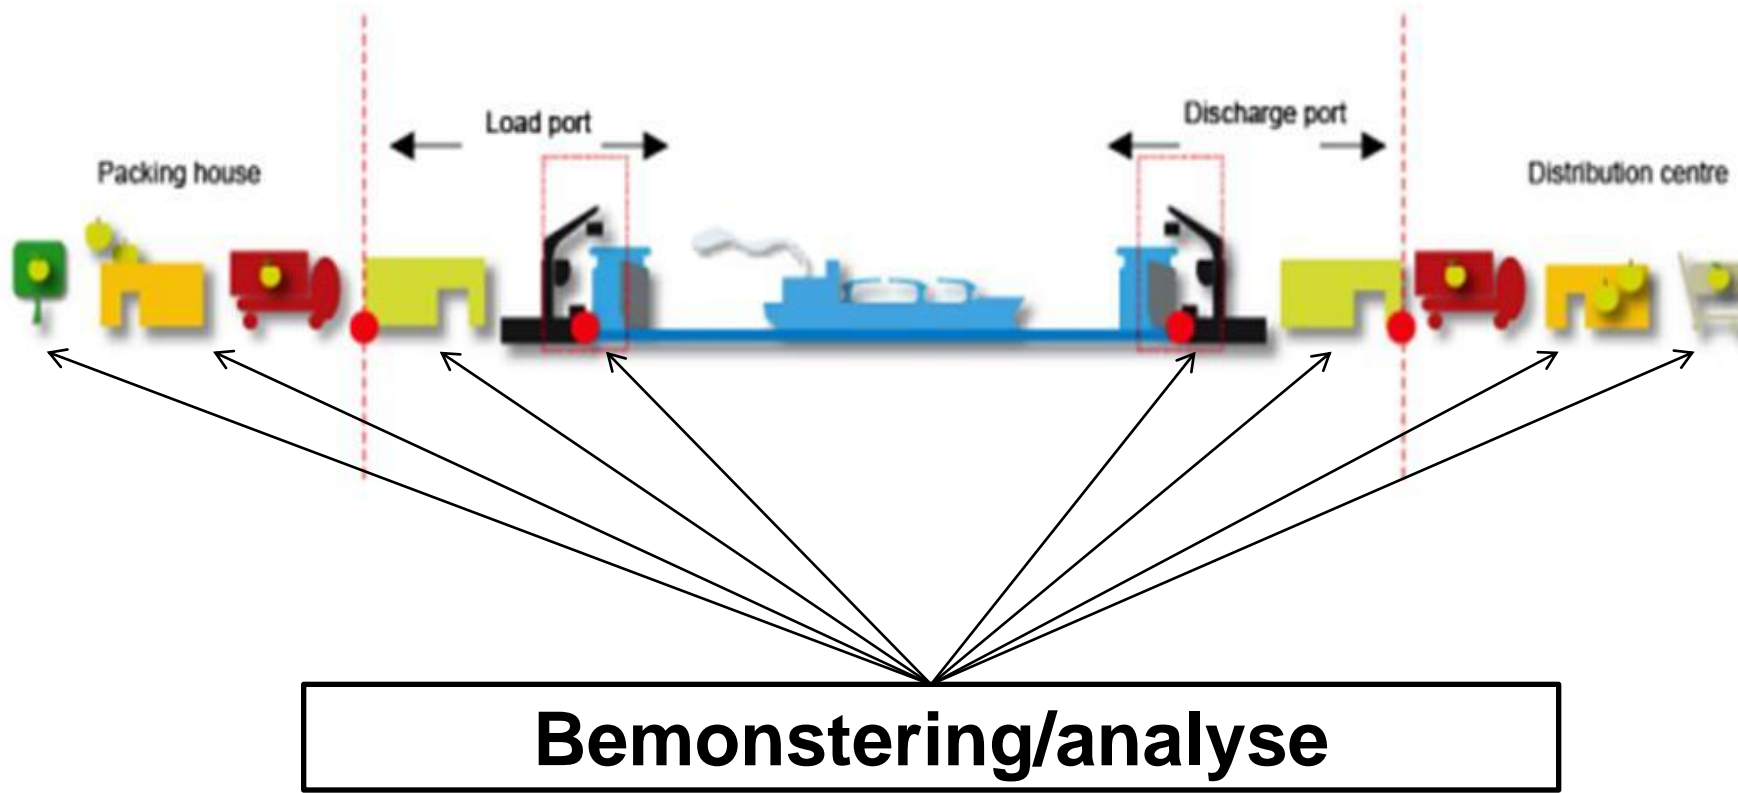 Packing house
Load port
Discharge port
Distribution centre
Bemonstering/analyse